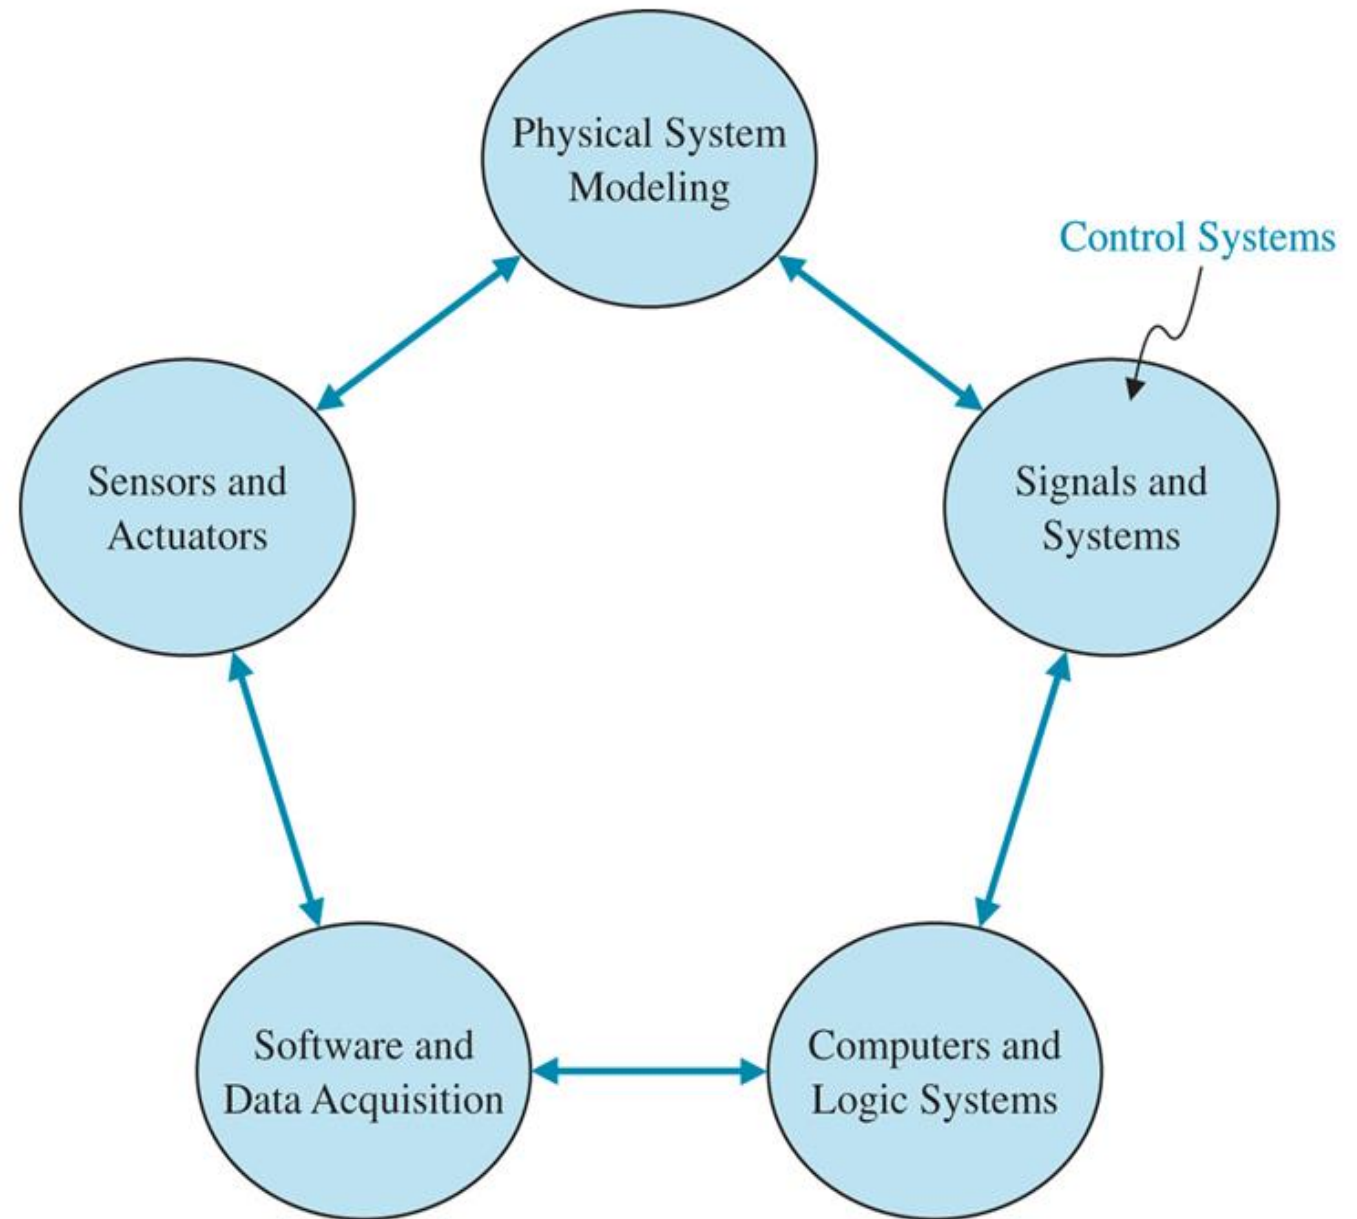 Physical System
Modeling
Control Systems
Sensors and
Actuators
Signals and
Systems
Software and
Data Acquisition
Computers and
Logic Systems